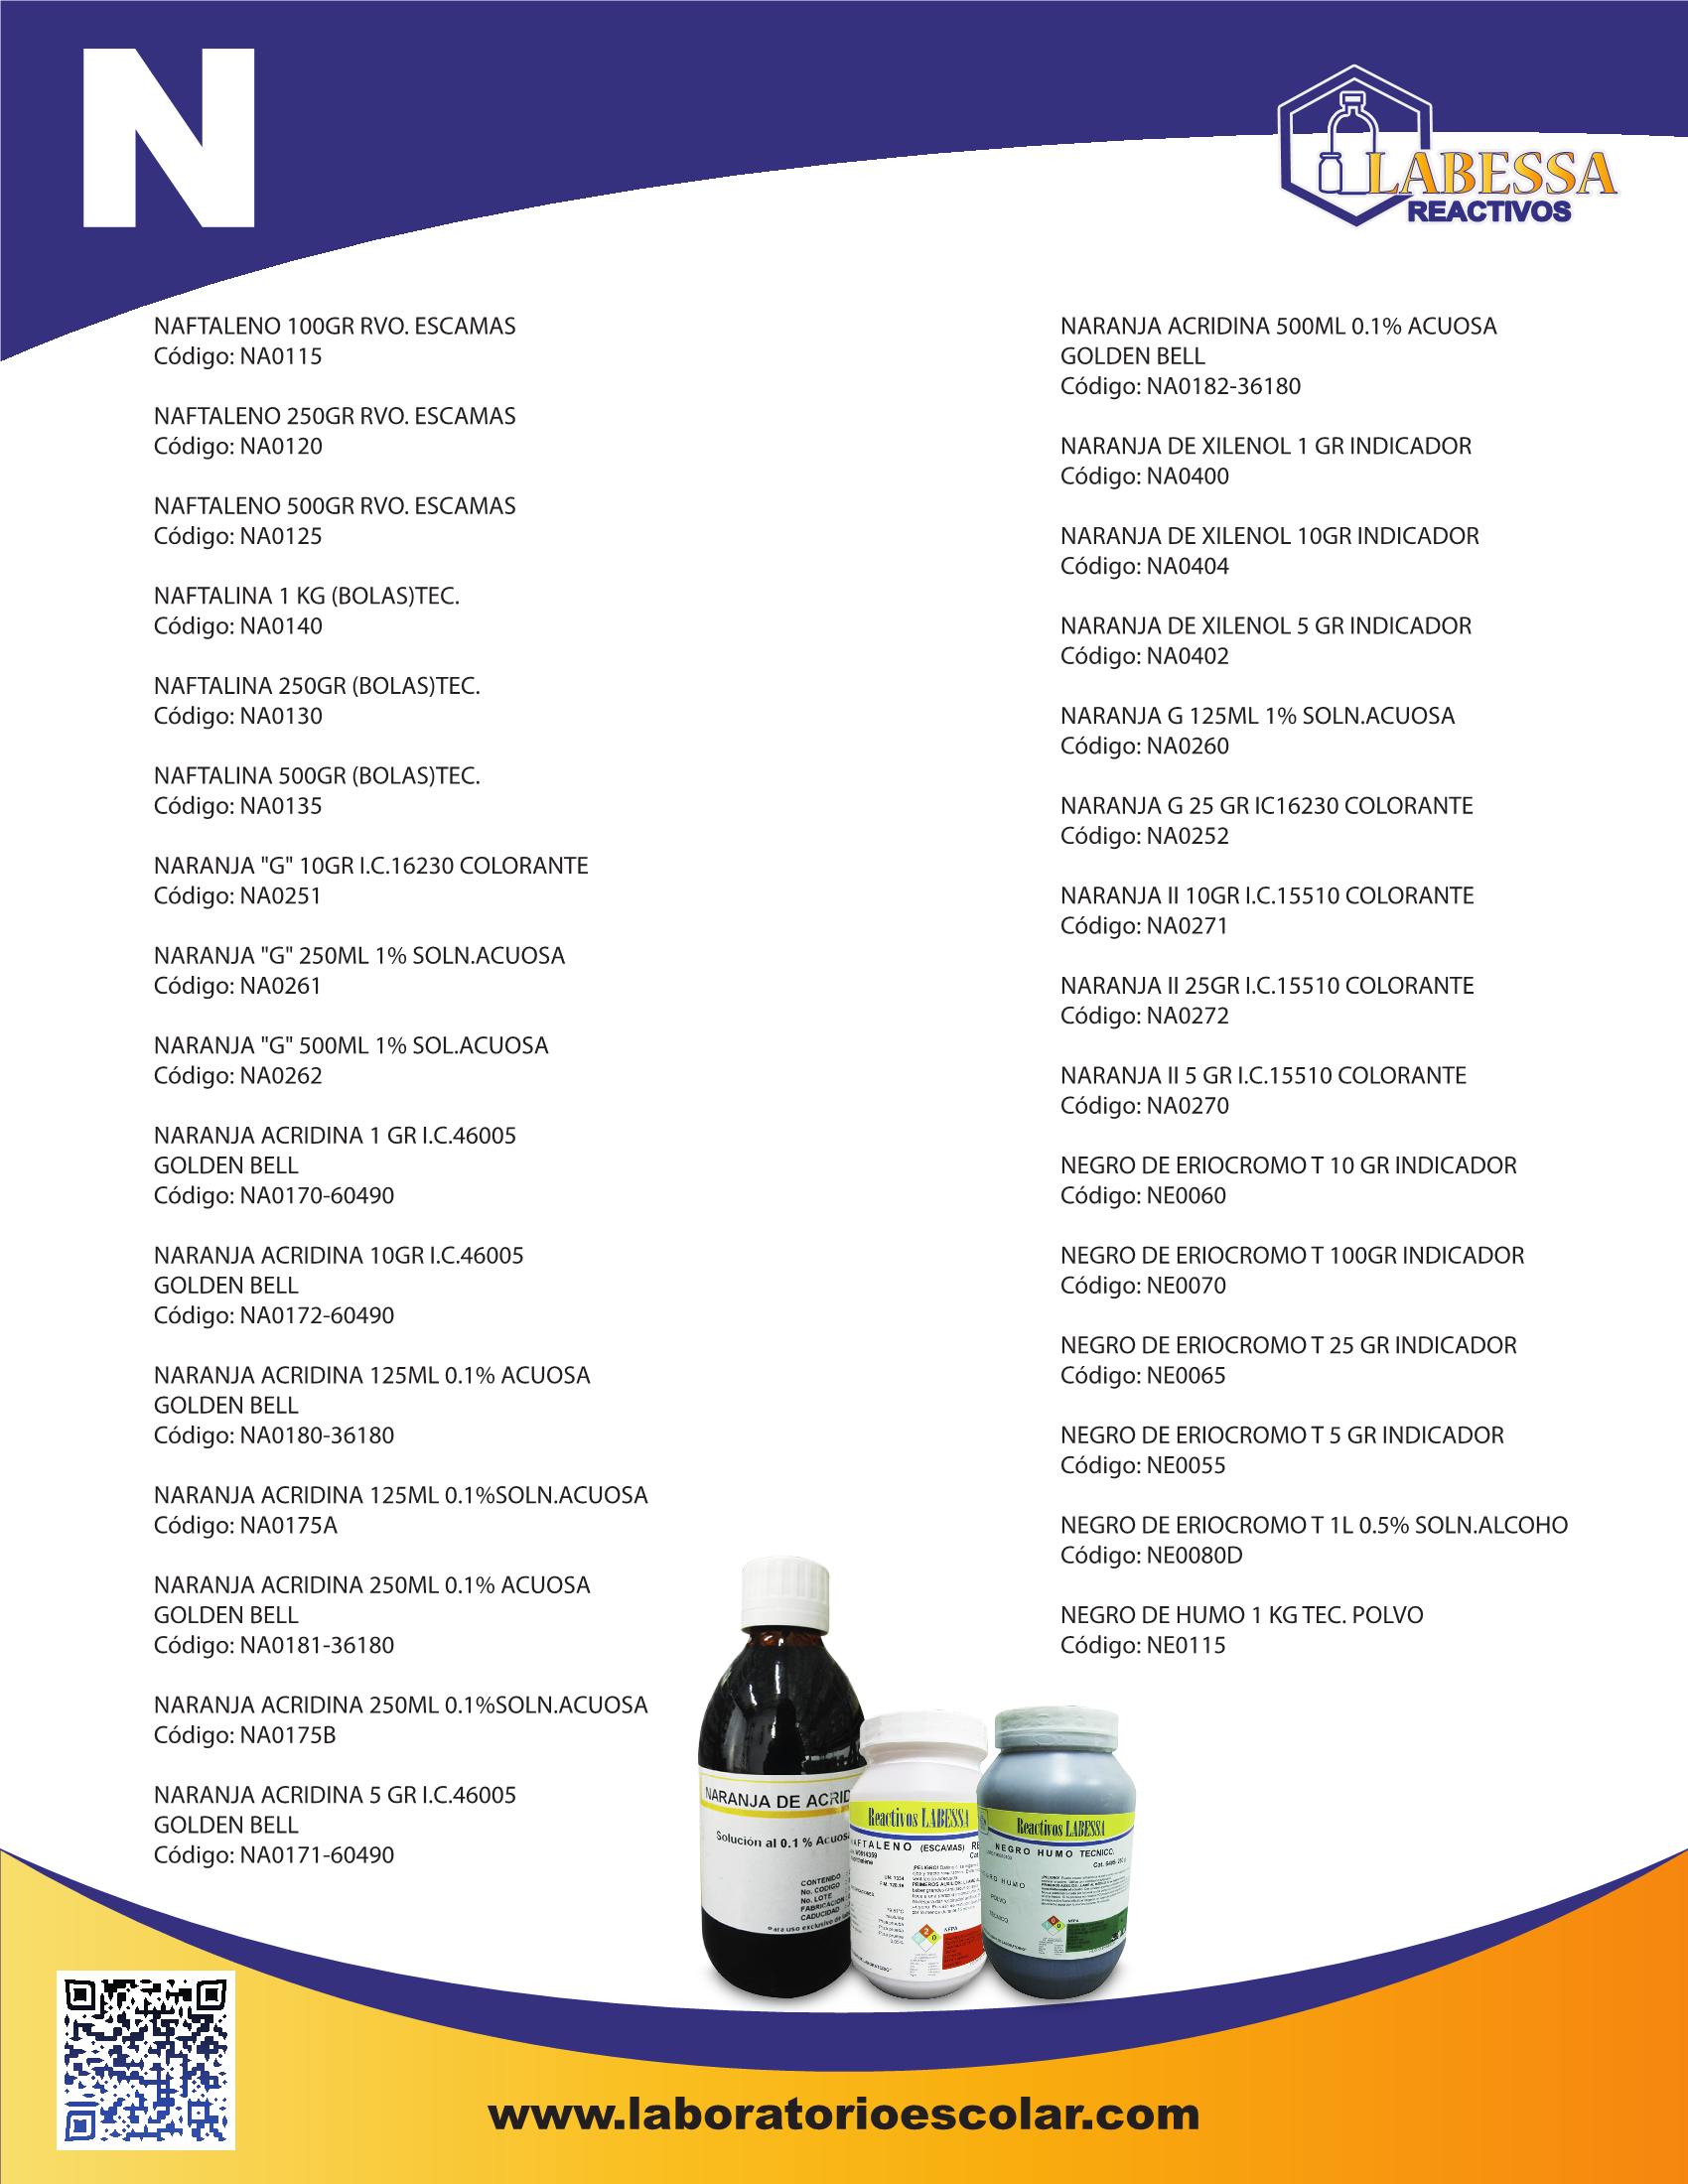 N
LABESSA
REACTIVOS
NAFTALENO 100GR RVO. ESCAMAS
Código: NA0115
NAFTALENO 250GR RVO. ESCAMAS
Código: NA0120
NAFTALENO 500GR RVO. ESCAMAS
Código: NA0125
NAFTALINA 1 KG (BOLAS)TEC.
Código: NA0140
NAFTALINA 250GR (BOLAS)TEC.
Código: NA0130
NAFTALINA 500GR (BOLAS)TEC.
Código: NA0135
NARANJA "G" 10GR I.C.16230 COLORANTE
Código: NA0251
NARANJA "G" 250ML 1% SOLN.ACUOSA
Código: NA0261
NARANJA "G" 500ML 1% SOL.ACUOSA
Código: NA0262
NARANJA ACRIDINA 1 GR I.C.46005
GOLDEN BELL
Código: NA0170-60490
NARANJA ACRIDINA 10GR I.C.46005
GOLDEN BELL
Código: NA0172-60490
NARANJA ACRIDINA 125ML 0.1% ACUOSA
GOLDEN BELL
Código: NA0180-36180
NARANJA ACRIDINA 125ML 0.1%SOLN.ACUOSA
Código: NA0175A
NARANJA ACRIDINA 250ML 0.1% ACUOSA
GOLDEN BELL
Código: NA0181-36180
NARANJA ACRIDINA 250ML 0.1%SOLN.ACUOSA
Código: NA0175B
NARANJA ACRIDINA 5 GR I.C.46005
GOLDEN BELL
Código: NA0171-60490
NARANJA ACRIDINA 500ML 0.1% ACUOSA
GOLDEN BELL
Código: NA0182-36180
NARANJA DE XILENOL 1 GR INDICADOR
Código: NA0400
NARANJA DE XILENOL 10GR INDICADOR
Código: NA0404
NARANJA DE XILENOL 5 GR INDICADOR
Código: NA0402
NARANJA G 125ML 1% SOLN.ACUOSA
Código: NA0260
NARANJA G 25 GR IC16230 COLORANTE
Código: NA0252
NARANJA II 10GR I.C.15510 COLORANTE
Código: NA0271
NARANJA II 25GR I.C.15510 COLORANTE
Código: NA0272
NARANJA II 5 GR I.C.15510 COLORANTE
Código: NA0270
NEGRO DE ERIOCROMO T 10 GR INDICADOR
Código: NE0060
NEGRO DE ERIOCROMO T 100GR INDICADOR
Código: NE0070
NEGRO DE ERIOCROMO T 25 GR INDICADOR
Código: NE0065
NEGRO DE ERIOCROMO T 5 GR INDICADOR
Código: NE0055
NEGRO DE ERIOCROMO T 1L 0.5% SOLN.ALCOHO
Código: NE0080D
NEGRO DE HUMO 1 KG TEC. POLVO
Código: NE0115
NARANJA DE ACRID
Solución al 0.1 % Acuos
CONTENIDO
No. CODIGO
No. LOTE
FABRICACION
CADUCIDAD
Reactivos LABESSA
AFTALENO (ESCAMAS) RE
Reactivos LABESSA
NEGRO HUMO TECNICO.
POLVO
TECNICO
www.laboratorioescolar.com